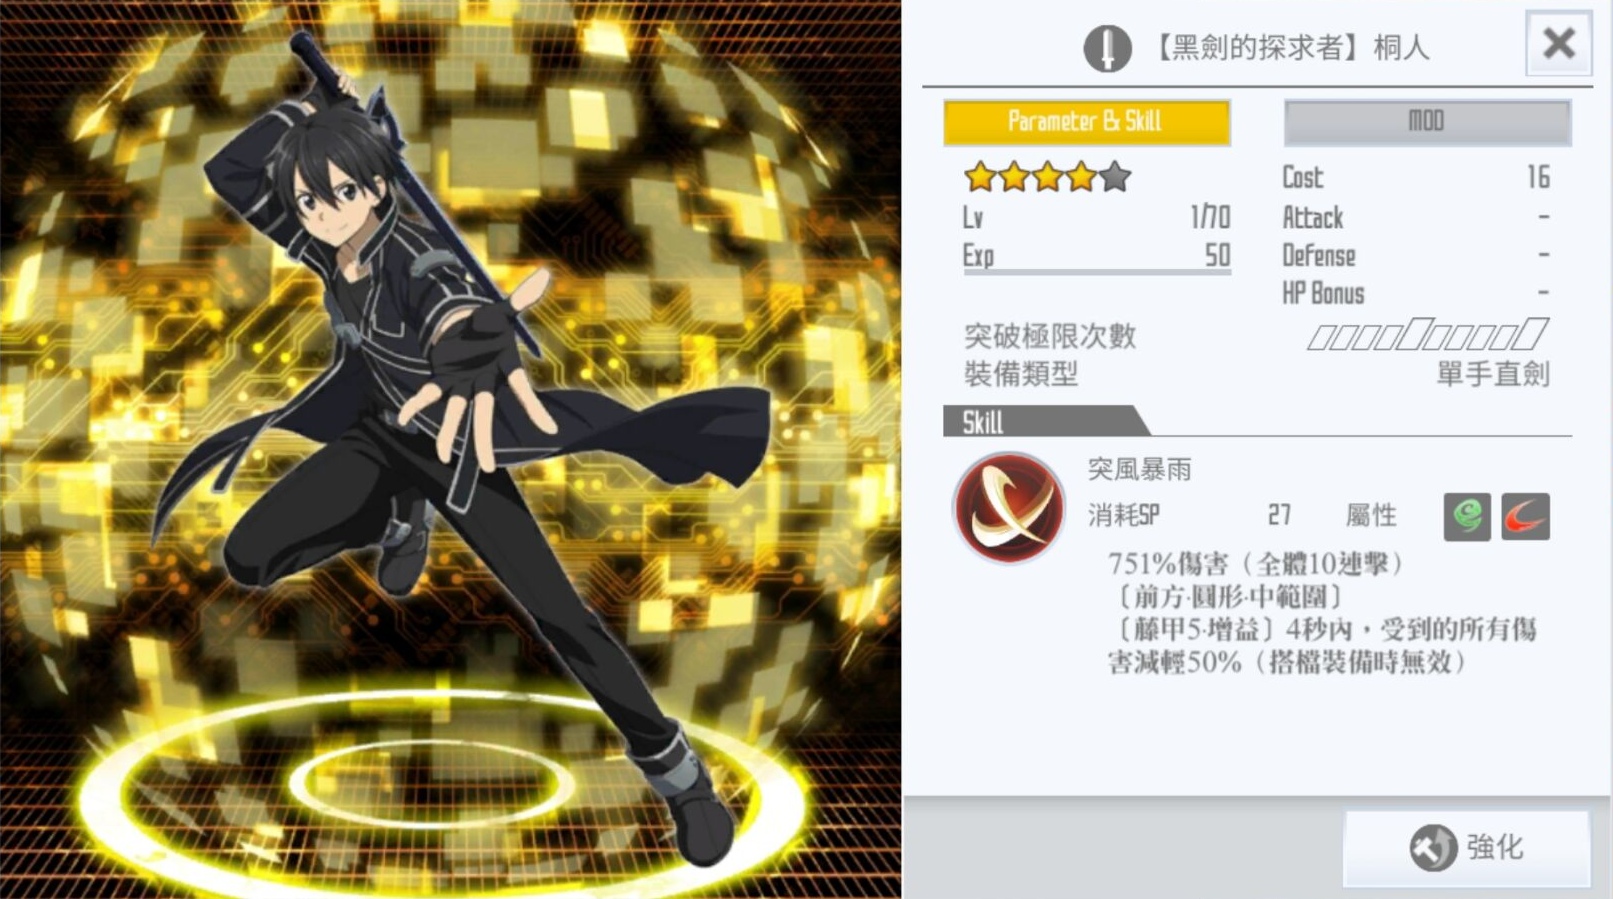 【黑劍的探求者】桐人
Parameter & Skill
MOD
Lv 1/70
Exp 50
Cost 16
Attack -
Defense -
HP Bonus -
突破極限次數
裝備類型 單手直劍
Skill
突風暴雨
消耗SP 27 屬性
751%傷害（全體10連擊）
〔前方·圓形·中範圍〕
〔藤甲5·增益〕4秒內，受到的所有傷
害減輕50%（搭檔裝備時無效）
強化